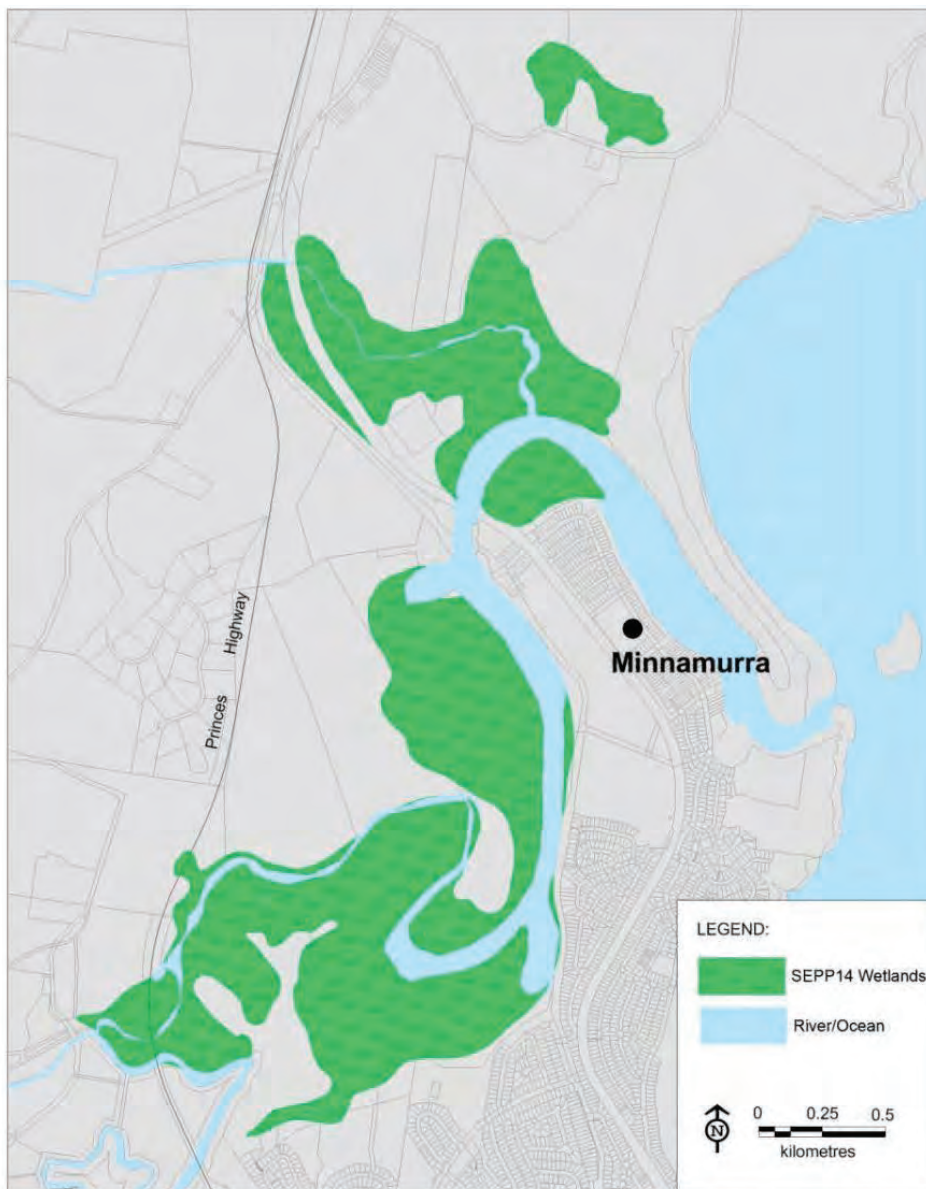 Princes Highway
Minnamurra
LEGEND:
SEPP14 Wetlands
River/Ocean
N
0 0.25 0.5
kilometres